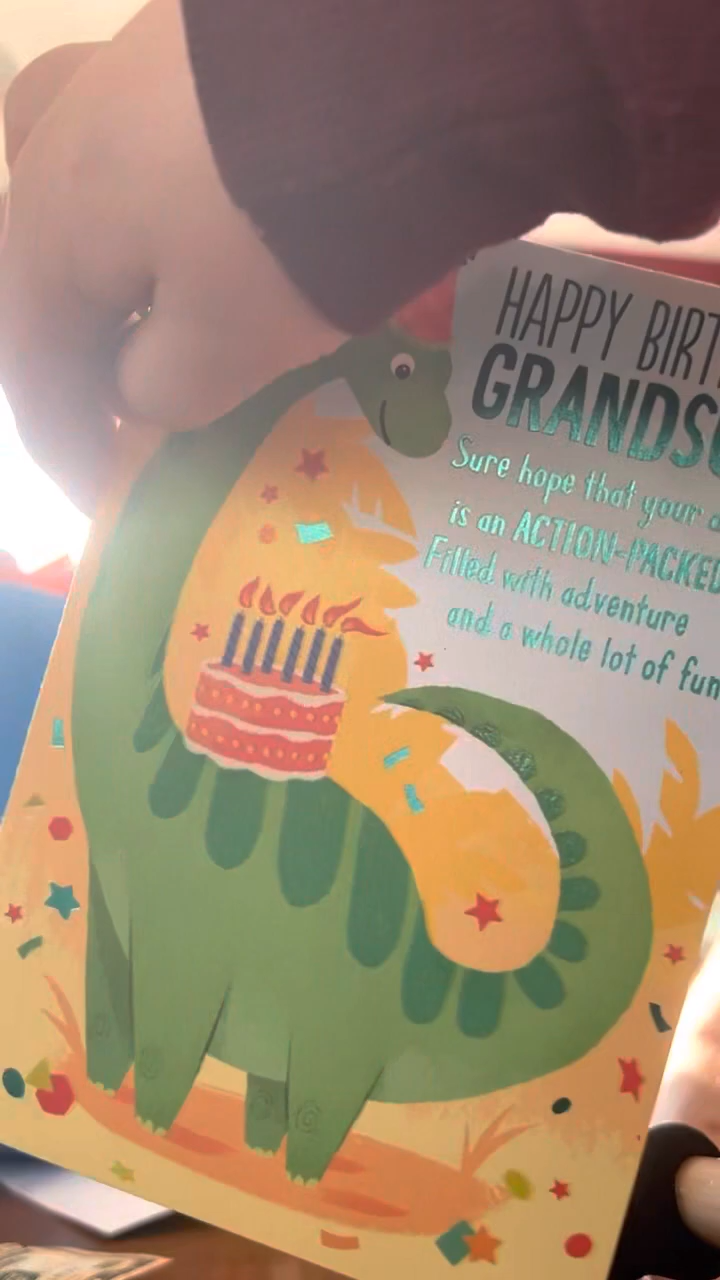 HAPPY BIRT
GRANDS
Sure hope that your
is an ACTION-PACKED
Filled with adventure
and a whole lot of fun